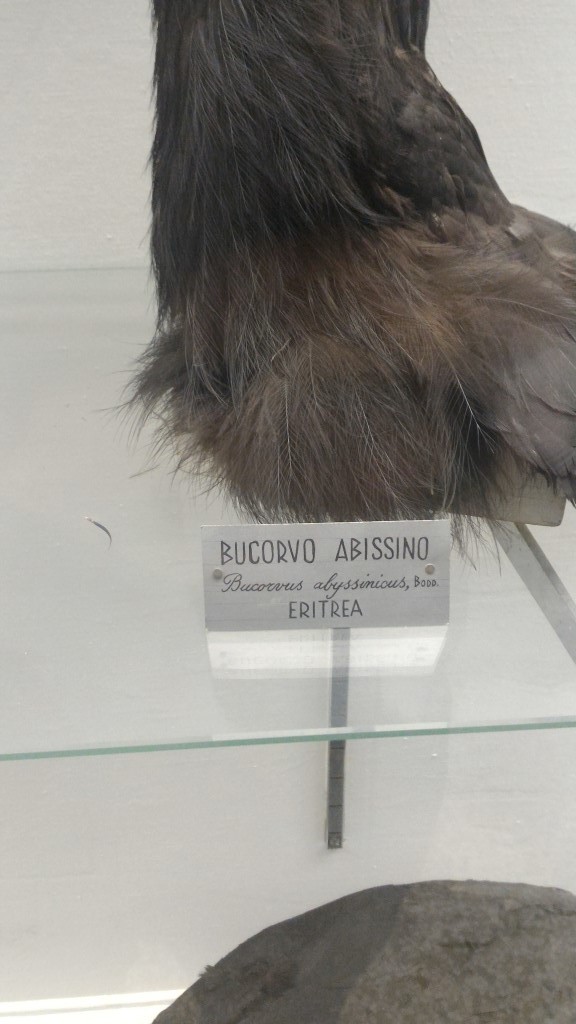 BUCORVO ABISSINO
Bucorvus abyssinicus, BODD.
ERITREA